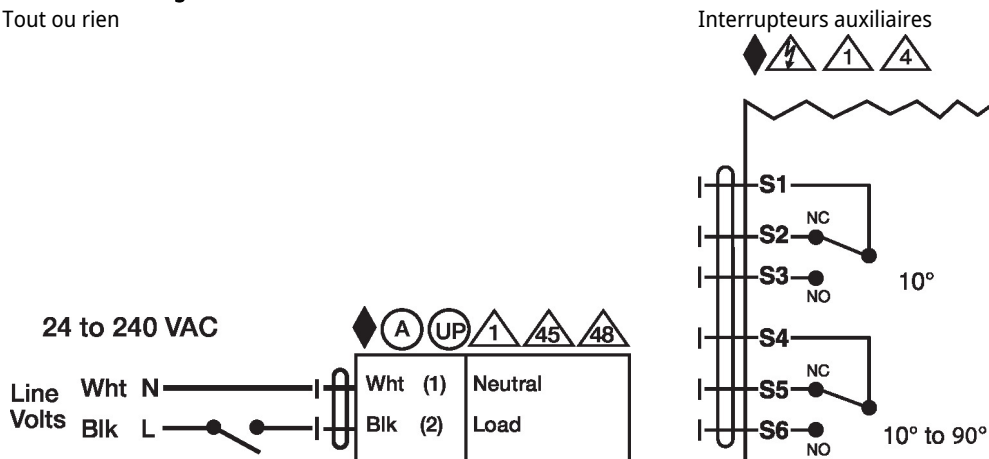 Tout ou rien
24 to 240 VAC
A UP 1 45 48
Line Volts
Wht N
Blk L
Wht (1) Neutral
Blk (2) Load
Interrupteurs auxiliaires
1 4
S1
S2 NC
S3 NO
10°
S4
S5 NC
S6 NO
10° to 90°